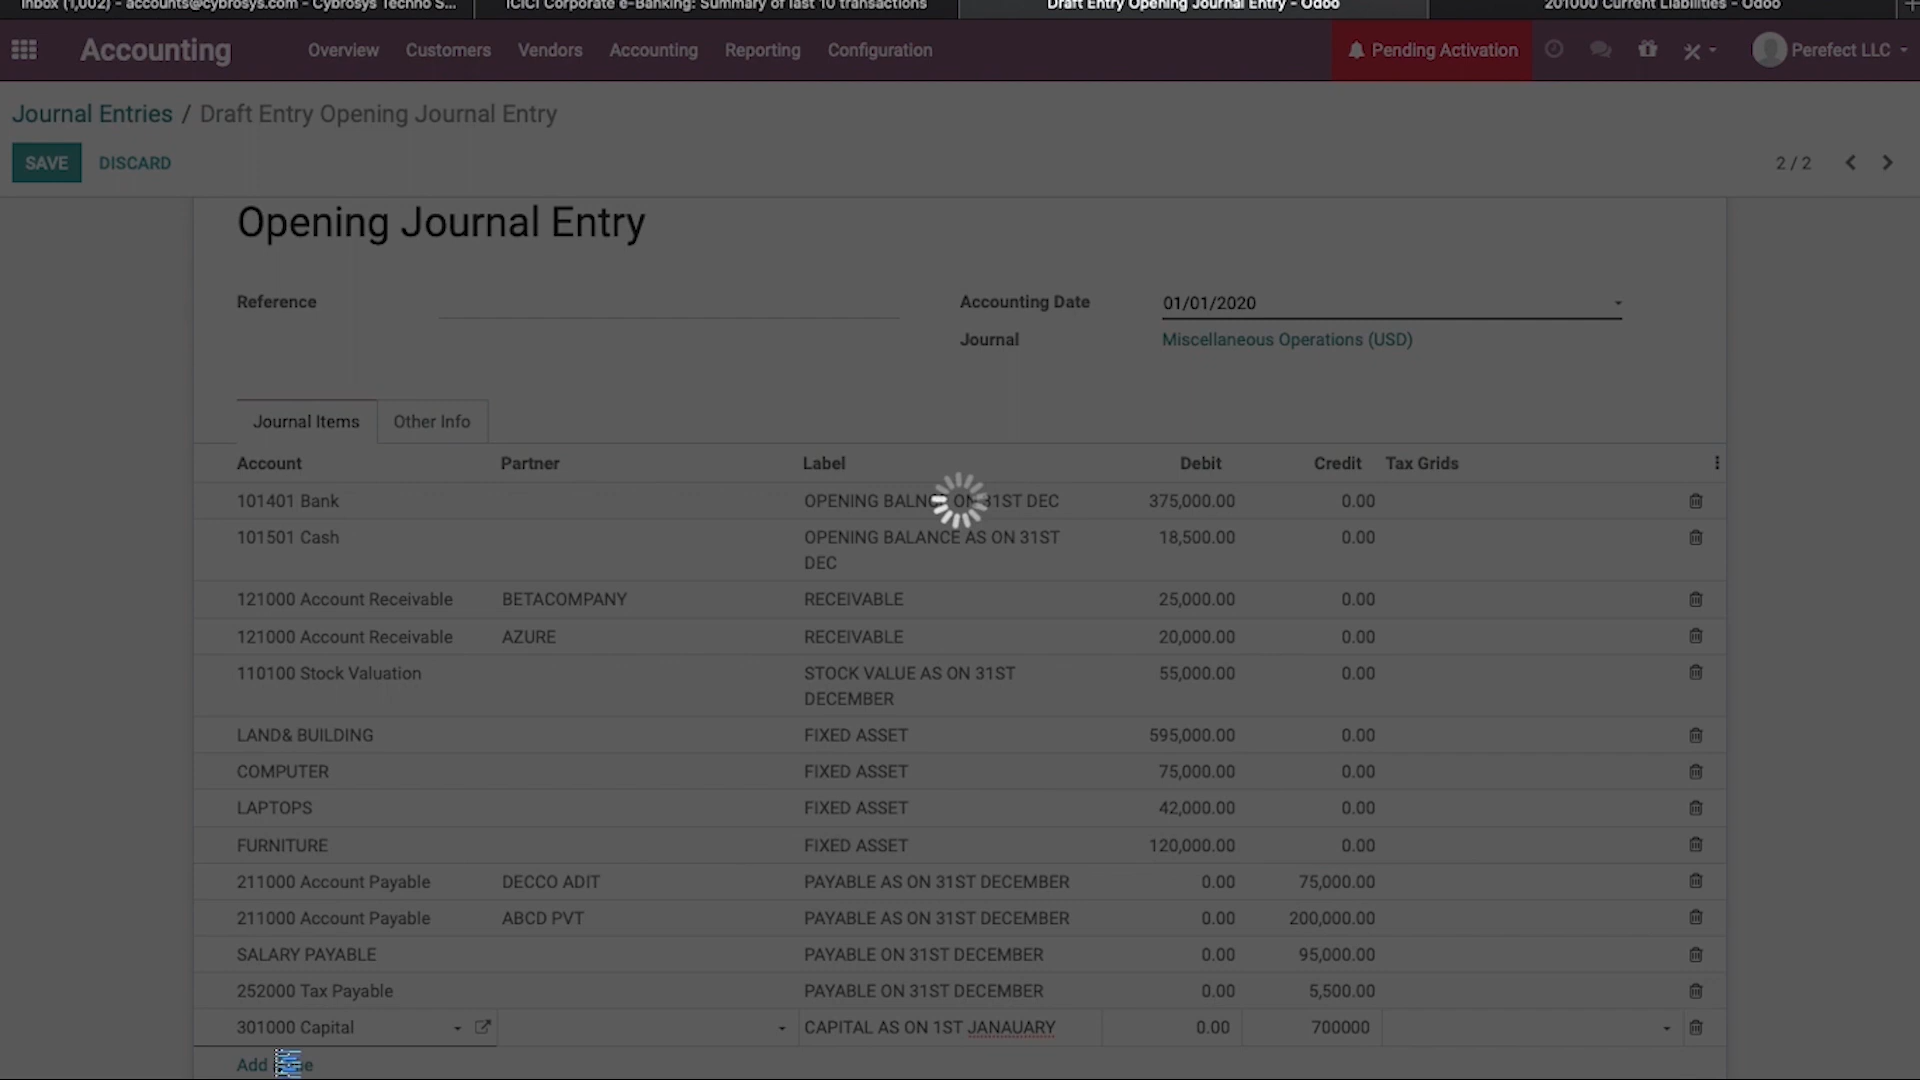 Inbox (1,002) - accounts@cybrosys.com - Cybrosys Techno S... ICICI Corporate e-Banking: Summary of last 10 transactions Draft Entry Opening Journal Entry - Odoo 201000 Current Liabilities - Odoo
Accounting Overview Customers Vendors Accounting Reporting Configuration Pending Activation Perefect LLC
Journal Entries / Draft Entry Opening Journal Entry
SAVE DISCARD 2 / 2
Opening Journal Entry
Reference Accounting Date 01/01/2020
Journal Miscellaneous Operations (USD)
Journal Items Other Info
Account Partner Label Debit Credit Tax Grids
101401 Bank OPENING BALNCE ON 31ST DEC 375,000.00 0.00
101501 Cash OPENING BALANCE AS ON 31ST 18,500.00 0.00
DEC
121000 Account Receivable BETACOMPANY RECEIVABLE 25,000.00 0.00
121000 Account Receivable AZURE RECEIVABLE 20,000.00 0.00
110100 Stock Valuation STOCK VALUE AS ON 31ST 55,000.00 0.00
DECEMBER
LAND& BUILDING FIXED ASSET 595,000.00 0.00
COMPUTER FIXED ASSET 75,000.00 0.00
LAPTOPS FIXED ASSET 42,000.00 0.00
FURNITURE FIXED ASSET 120,000.00 0.00
211000 Account Payable DECCO ADIT PAYABLE AS ON 31ST DECEMBER 0.00 75,000.00
211000 Account Payable ABCD PVT PAYABLE AS ON 31ST DECEMBER 0.00 200,000.00
SALARY PAYABLE PAYABLE ON 31ST DECEMBER 0.00 95,000.00
252000 Tax Payable PAYABLE ON 31ST DECEMBER 0.00 5,500.00
301000 Capital CAPITAL AS ON 1ST JANAUARY 0.00 700000
Add